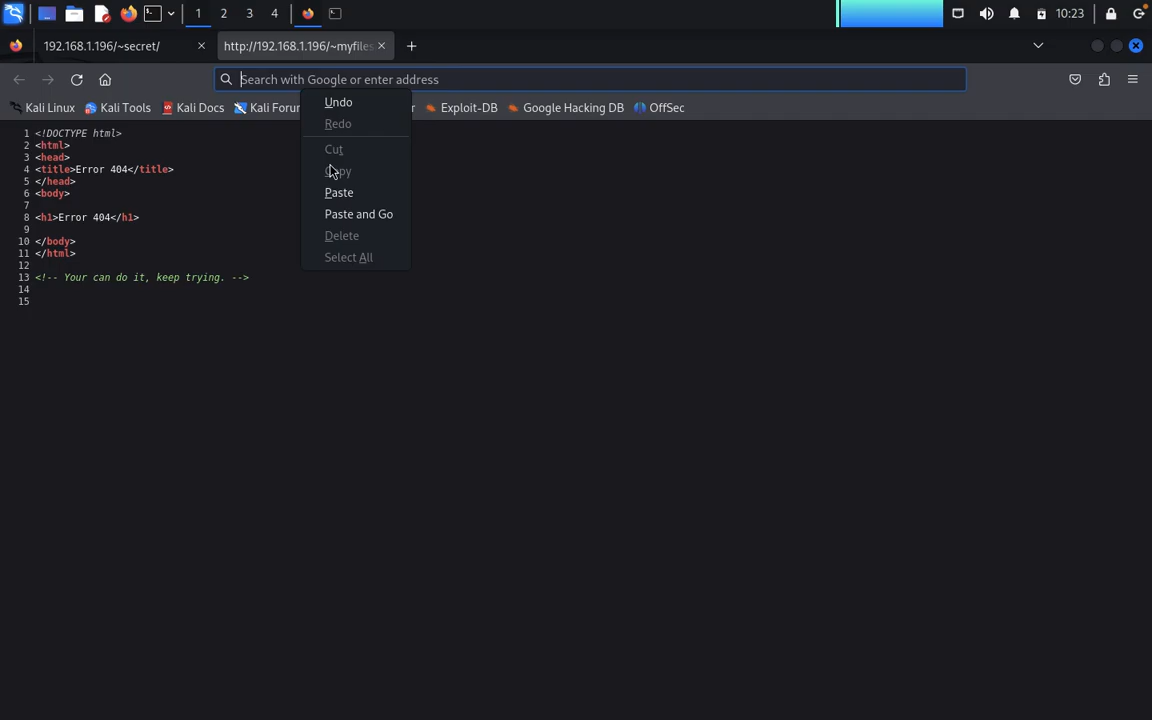 1 2 3 4 10:23
192.168.1.196/~secret/ http://192.168.1.196/~myfiles
Search with Google or enter address
Kali Linux Kali Tools Kali Docs Kali Forum Exploit-DB Google Hacking DB OffSec
Undo
Redo
Cut
Copy
Paste
Paste and Go
Delete
Select All
1 <!DOCTYPE html>
2 <html>
3 <head>
4 <title>Error 404</title>
5 </head>
6 <body>
7
8 <h1>Error 404</h1>
9
10 </body>
11 </html>
12
13 <!-- Your can do it, keep trying. -->
14
15